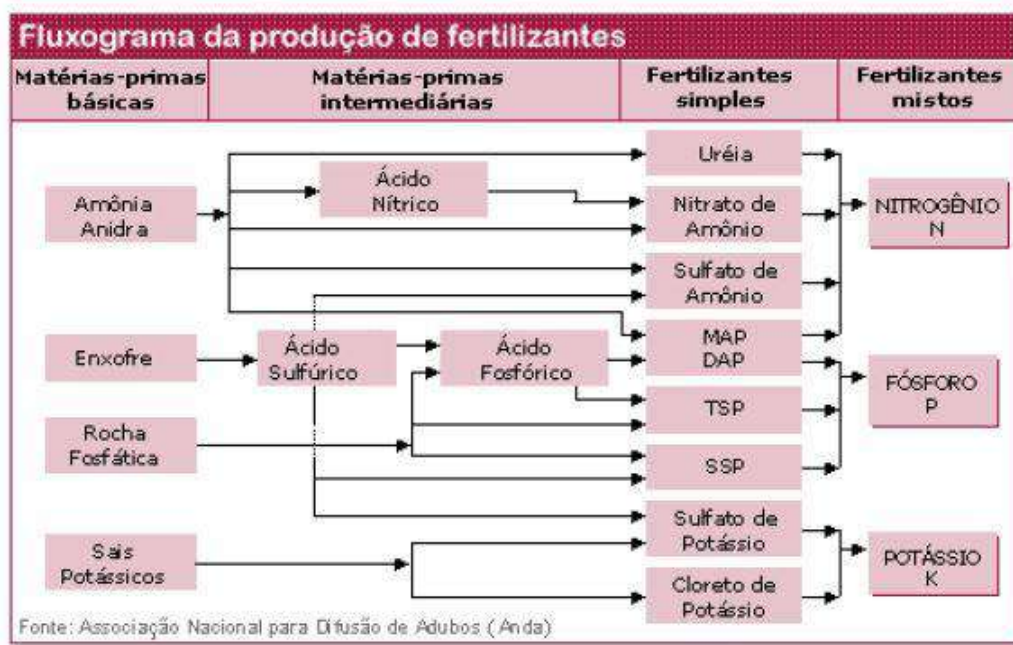 Fluxograma da produção de fertilizantes
Matérias-primas
básicas
Matérias-primas
intermediárias
Fertilizantes
simples
Fertilizantes
mistos
Amônia
Anidra
Ácido
Nítrico
Uréia
Nitrato de
Amônio
Sulfato de
Amônio
NITROGÊNIO
N
Enxofre
Ácido
Sulfúrico
Ácido
Fosfórico
MAP
DAP
TSP
FÓSFORO
P
Rocha
Fosfática
SSP
Sais
Potássicos
Sulfato de
Potássio
Cloreto de
Potássio
POTÁSSIO
K
Fonte: Associação Nacional para Difusão de Adubos (Anda)